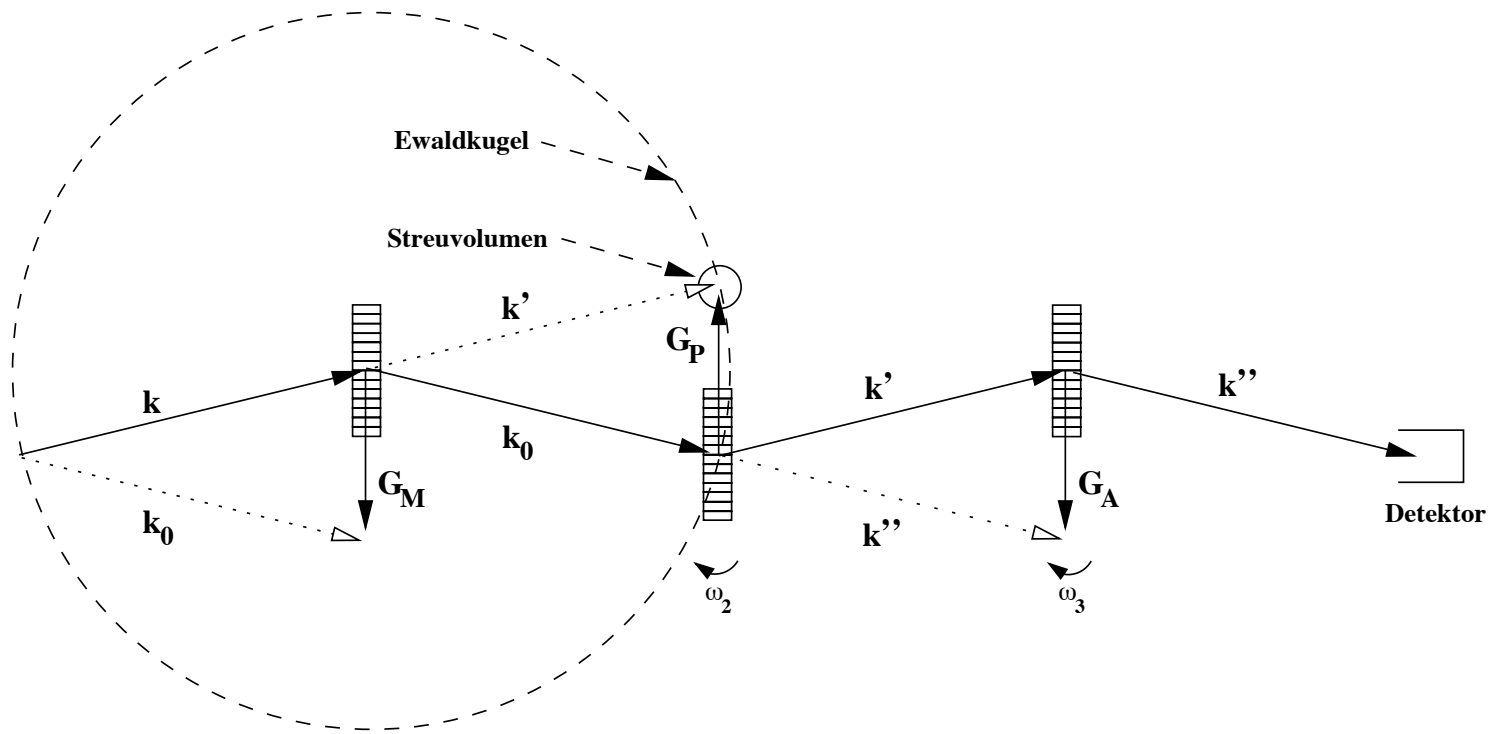 Ewaldkugel
Streuvolumen
k'
G_P
k
k_0
k'
k''
G_M
k_0
G_A
k''
Detektor
ω_2
ω_3